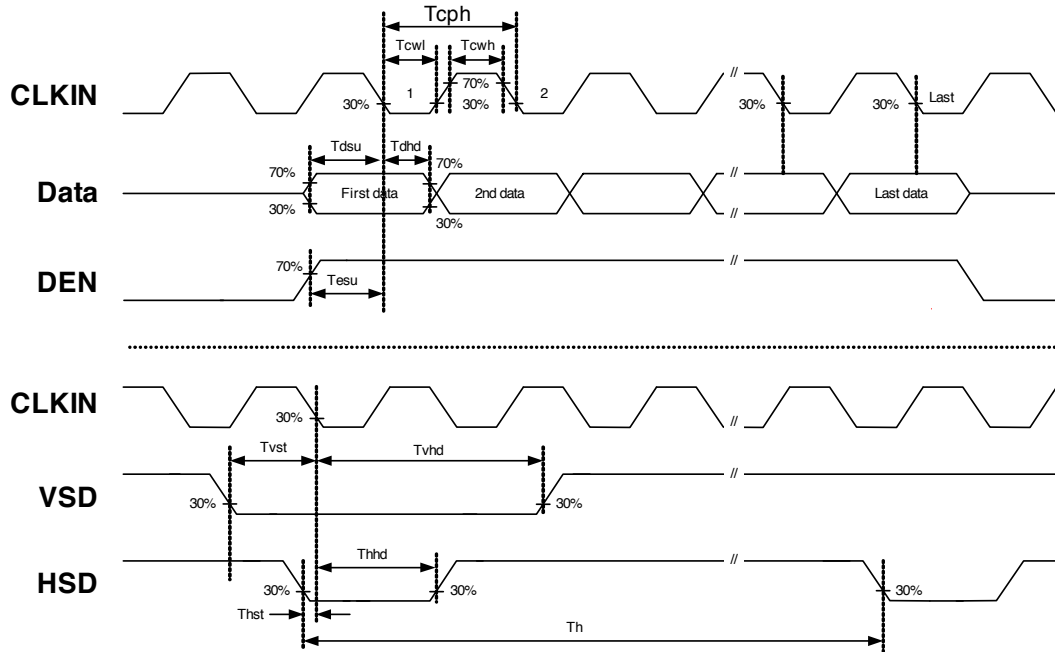 Tcph
Tcwl Tcwh
CLKIN 30% 1 70% 30% 2 // 30% 30% Last
Tdsu Tdhd
70% 70%
Data First data 2nd data // Last data
30% 30% //
DEN 70% //
Tesu
CLKIN 30% //
Tvst Tvhd
VSD 30% 30% //
Thhd
HSD 30% 30% // 30%
Thst
Th